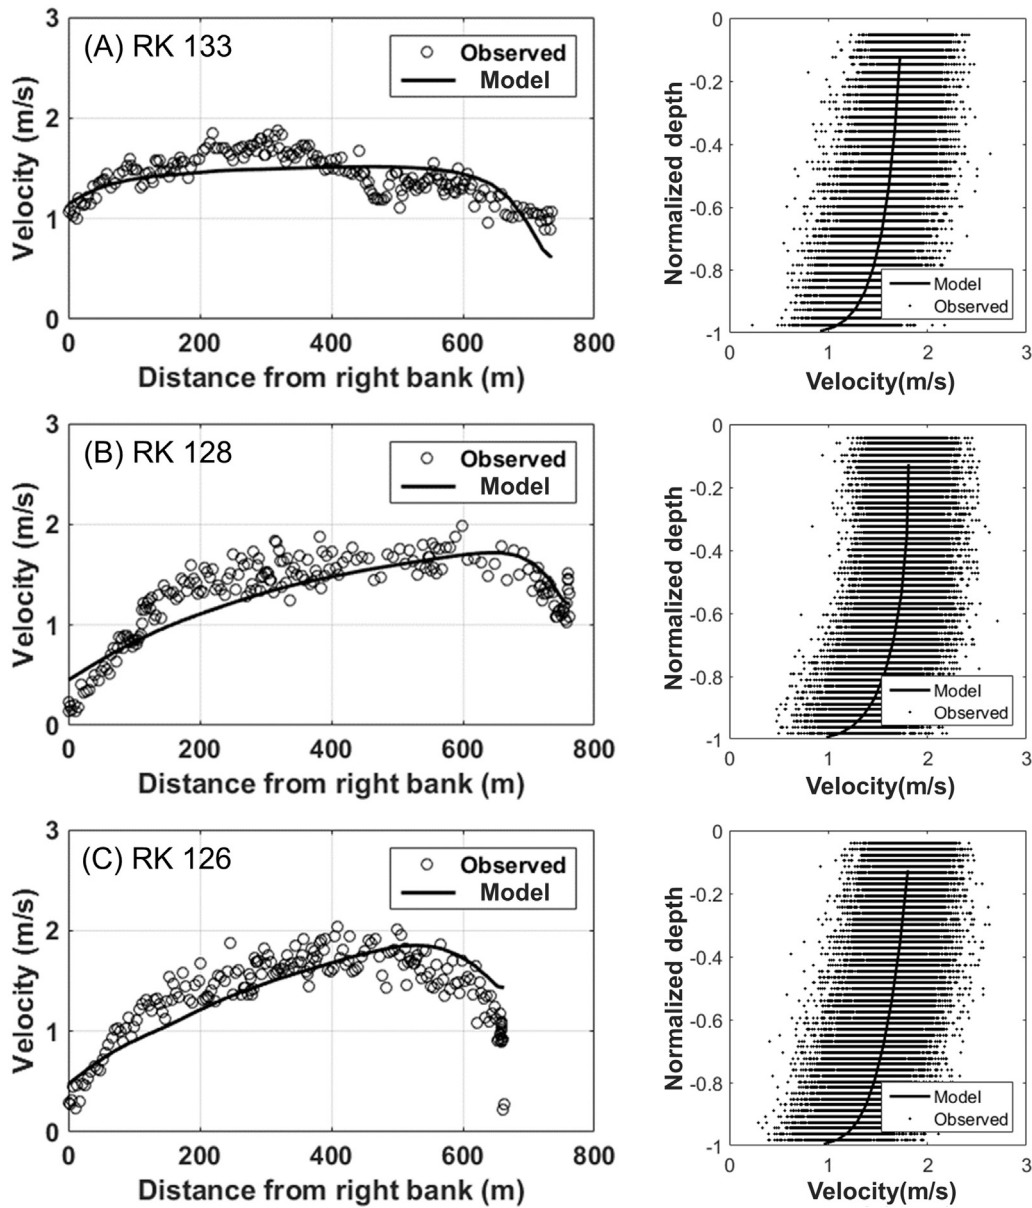 (A) RK 133
Observed
Model
Velocity (m/s)
3
2
1
0
0 200 400 600 800
Distance from right bank (m)
Normalized depth
0
-0.2
-0.4
-0.6
-0.8
-1
Model
Observed
0 1 2 3
Velocity(m/s)
(B) RK 128
Observed
Model
Velocity (m/s)
3
2
1
0
0 200 400 600 800
Distance from right bank (m)
Normalized depth
0
-0.2
-0.4
-0.6
-0.8
-1
Model
Observed
0 1 2 3
Velocity(m/s)
(C) RK 126
Observed
Model
Velocity (m/s)
3
2
1
0
0 200 400 600 800
Distance from right bank (m)
Normalized depth
0
-0.2
-0.4
-0.6
-0.8
-1
Model
Observed
0 1 2 3
Velocity(m/s)